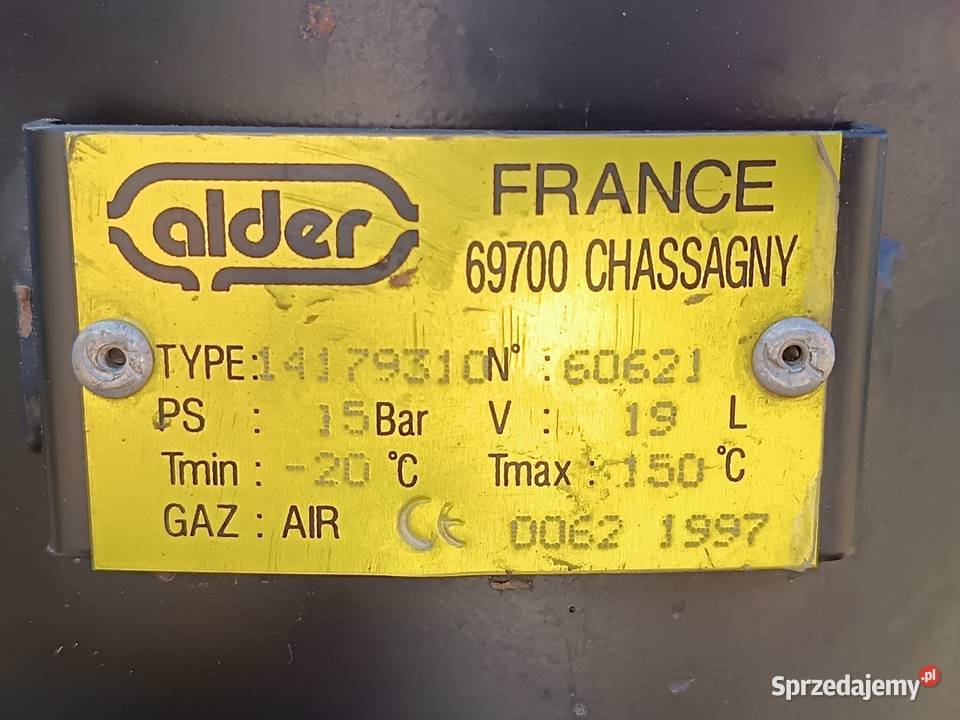 alder
FRANCE
69700 CHASSAGNY
TYPE: 14179310 N° : 60621
PS : 15 Bar V : 19 L
Tmin : -20 °C Tmax : 150 °C
GAZ : AIR CE 0062 1997
Sprzedajemy.pl